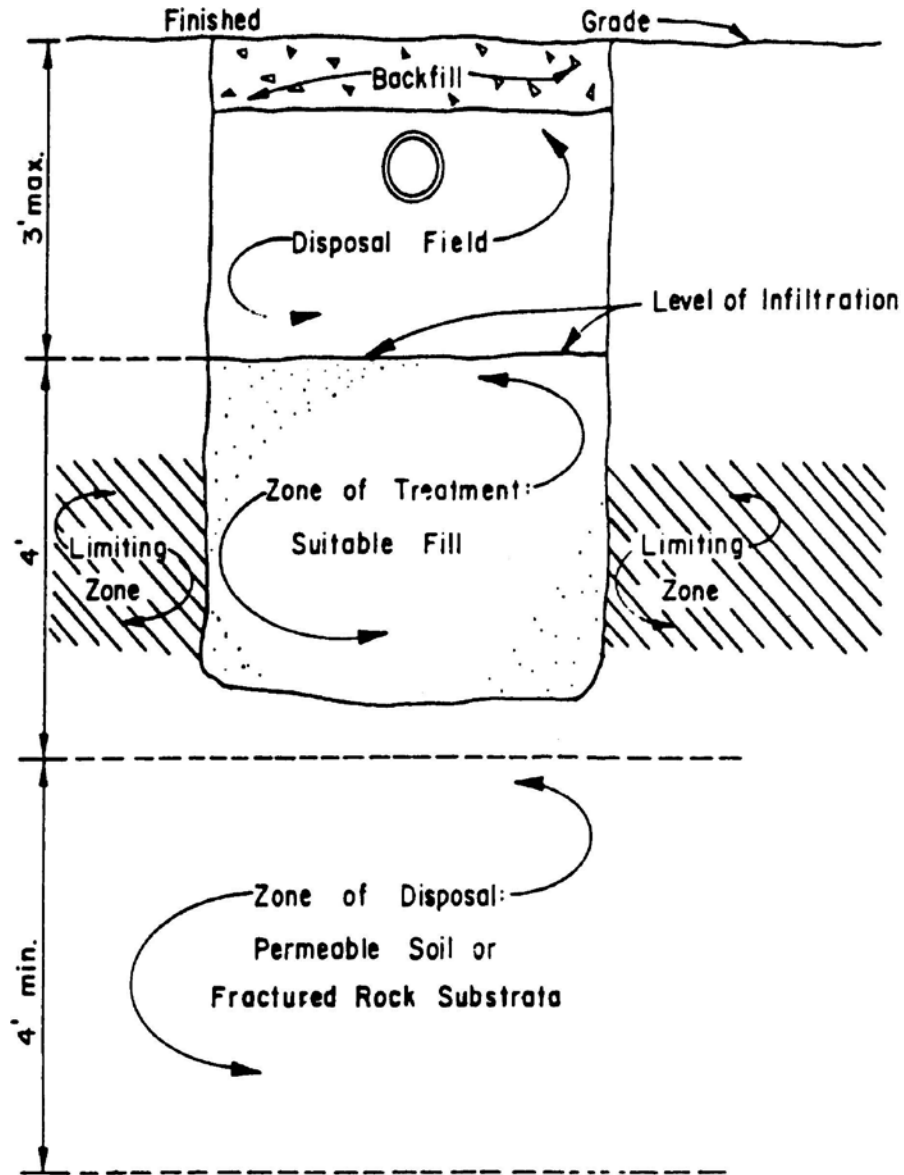 Finished Grade
Backfill
3' max.
Disposal Field
Level of Infiltration
4'
Zone of Treatment:
Suitable Fill
Limiting
Zone
Limiting
Zone
4' min.
Zone of Disposal:
Permeable Soil or
Fractured Rock Substrata